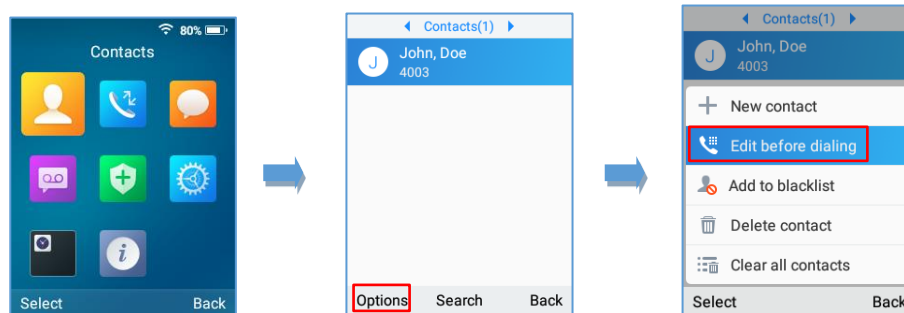 80%
Contacts
Select Back
Contacts(1)
J
John, Doe
4003
Options Search Back
Contacts(1)
J
John, Doe
4003
New contact
Edit before dialing
Add to blacklist
Delete contact
Clear all contacts
Select Back